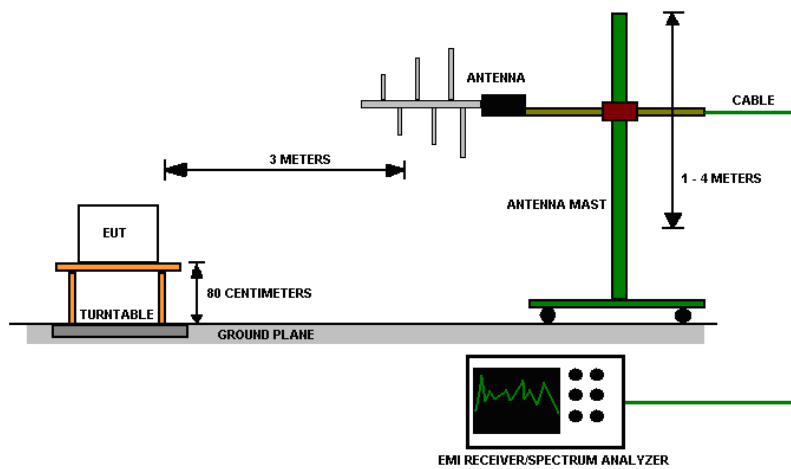 ANTENNA
CABLE
3 METERS
1 - 4 METERS
ANTENNA MAST
EUT
80 CENTIMETERS
TURNTABLE
GROUND PLANE
EMI RECEIVER/SPECTRUM ANALYZER